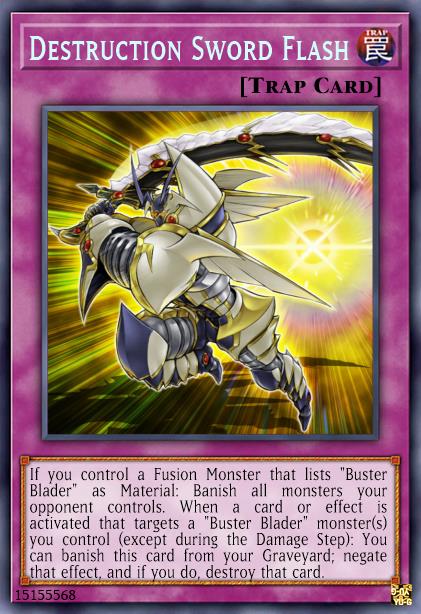 DESTRUCTION SWORD FLASH
TRAP
罠
[TRAP CARD]
If you control a Fusion Monster that lists "Buster
Blader" as Material: Banish all monsters your
opponent controls. When a card or effect is
activated that targets a "Buster Blader" monster(s)
you control (except during the Damage Step): You
can banish this card from your Graveyard; negate
that effect, and if you do, destroy that card.
15155568